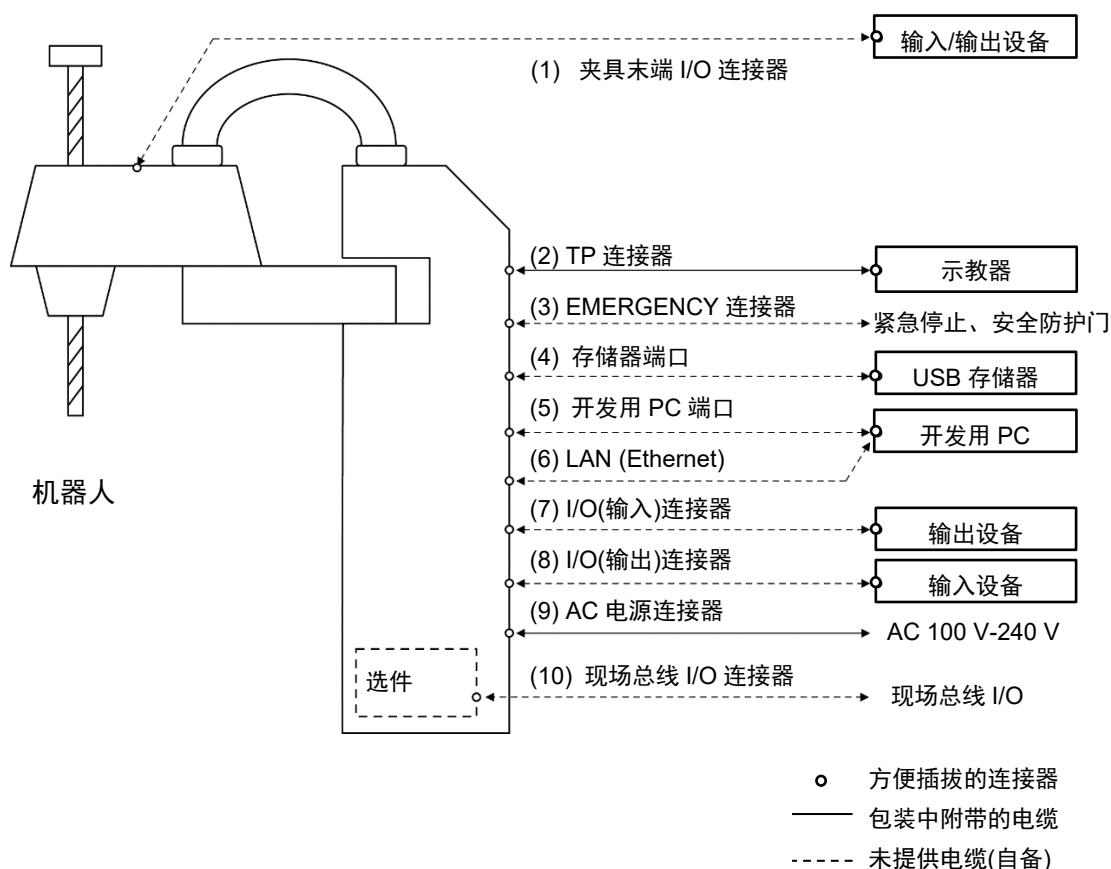 输入/输出设备
(1) 夹具末端 I/O 连接器
(2) TP 连接器
示教器
(3) EMERGENCY 连接器
紧急停止、安全防护门
(4) 存储器端口
USB 存储器
(5) 开发用 PC 端口
开发用 PC
(6) LAN (Ethernet)
机器人
(7) I/O(输入)连接器
输出设备
(8) I/O(输出)连接器
输入设备
(9) AC 电源连接器
AC 100 V-240 V
选件
(10) 现场总线 I/O 连接器
现场总线 I/O
方便插拔的连接器
包装中附带的电缆
未提供电缆(自备)